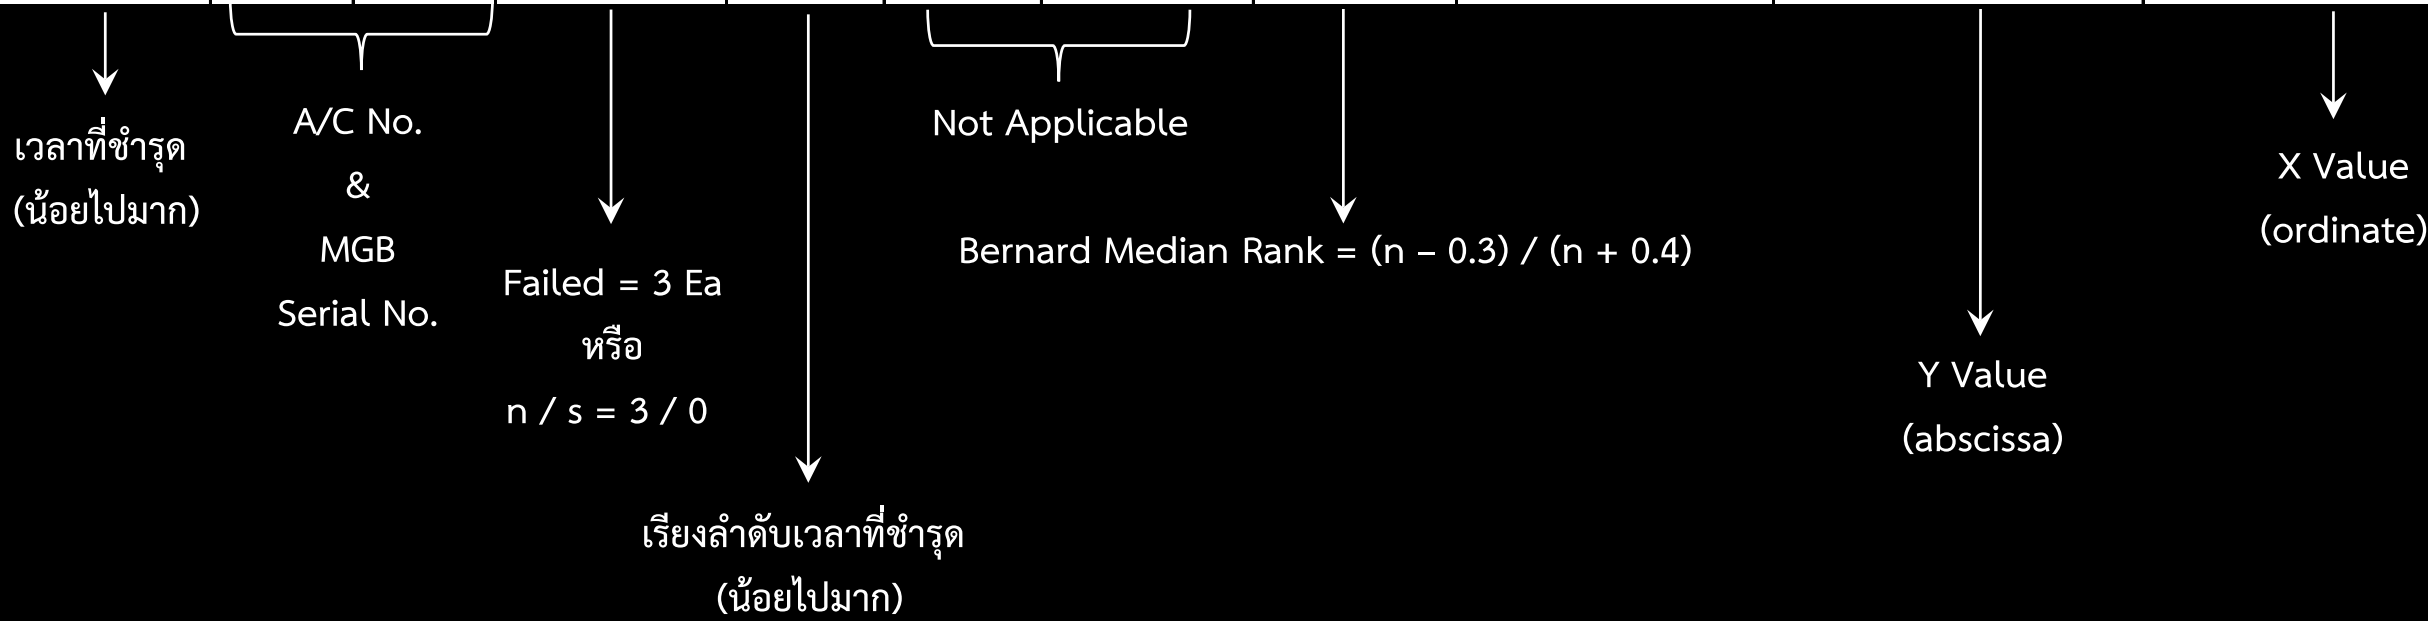 เวลาที่ชำรุด
(น้อยไปมาก)
A/C No.
&
MGB
Serial No.
Failed = 3 Ea
หรือ
n / s = 3 / 0
เรียงลำดับเวลาที่ชำรุด
(น้อยไปมาก)
Not Applicable
Bernard Median Rank = (n – 0.3) / (n + 0.4)
Y Value
(abscissa)
X Value
(ordinate)